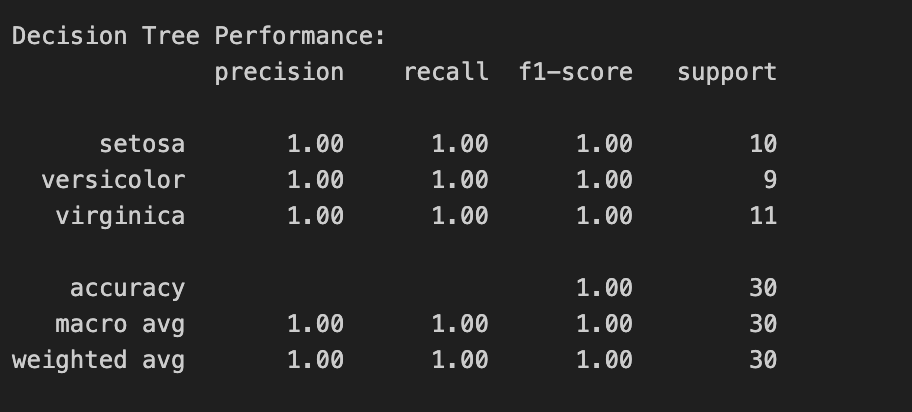 Decision Tree Performance:
precision recall f1-score support
setosa 1.00 1.00 1.00 10
versicolor 1.00 1.00 1.00 9
virginica 1.00 1.00 1.00 11
accuracy 1.00 30
macro avg 1.00 1.00 1.00 30
weighted avg 1.00 1.00 1.00 30